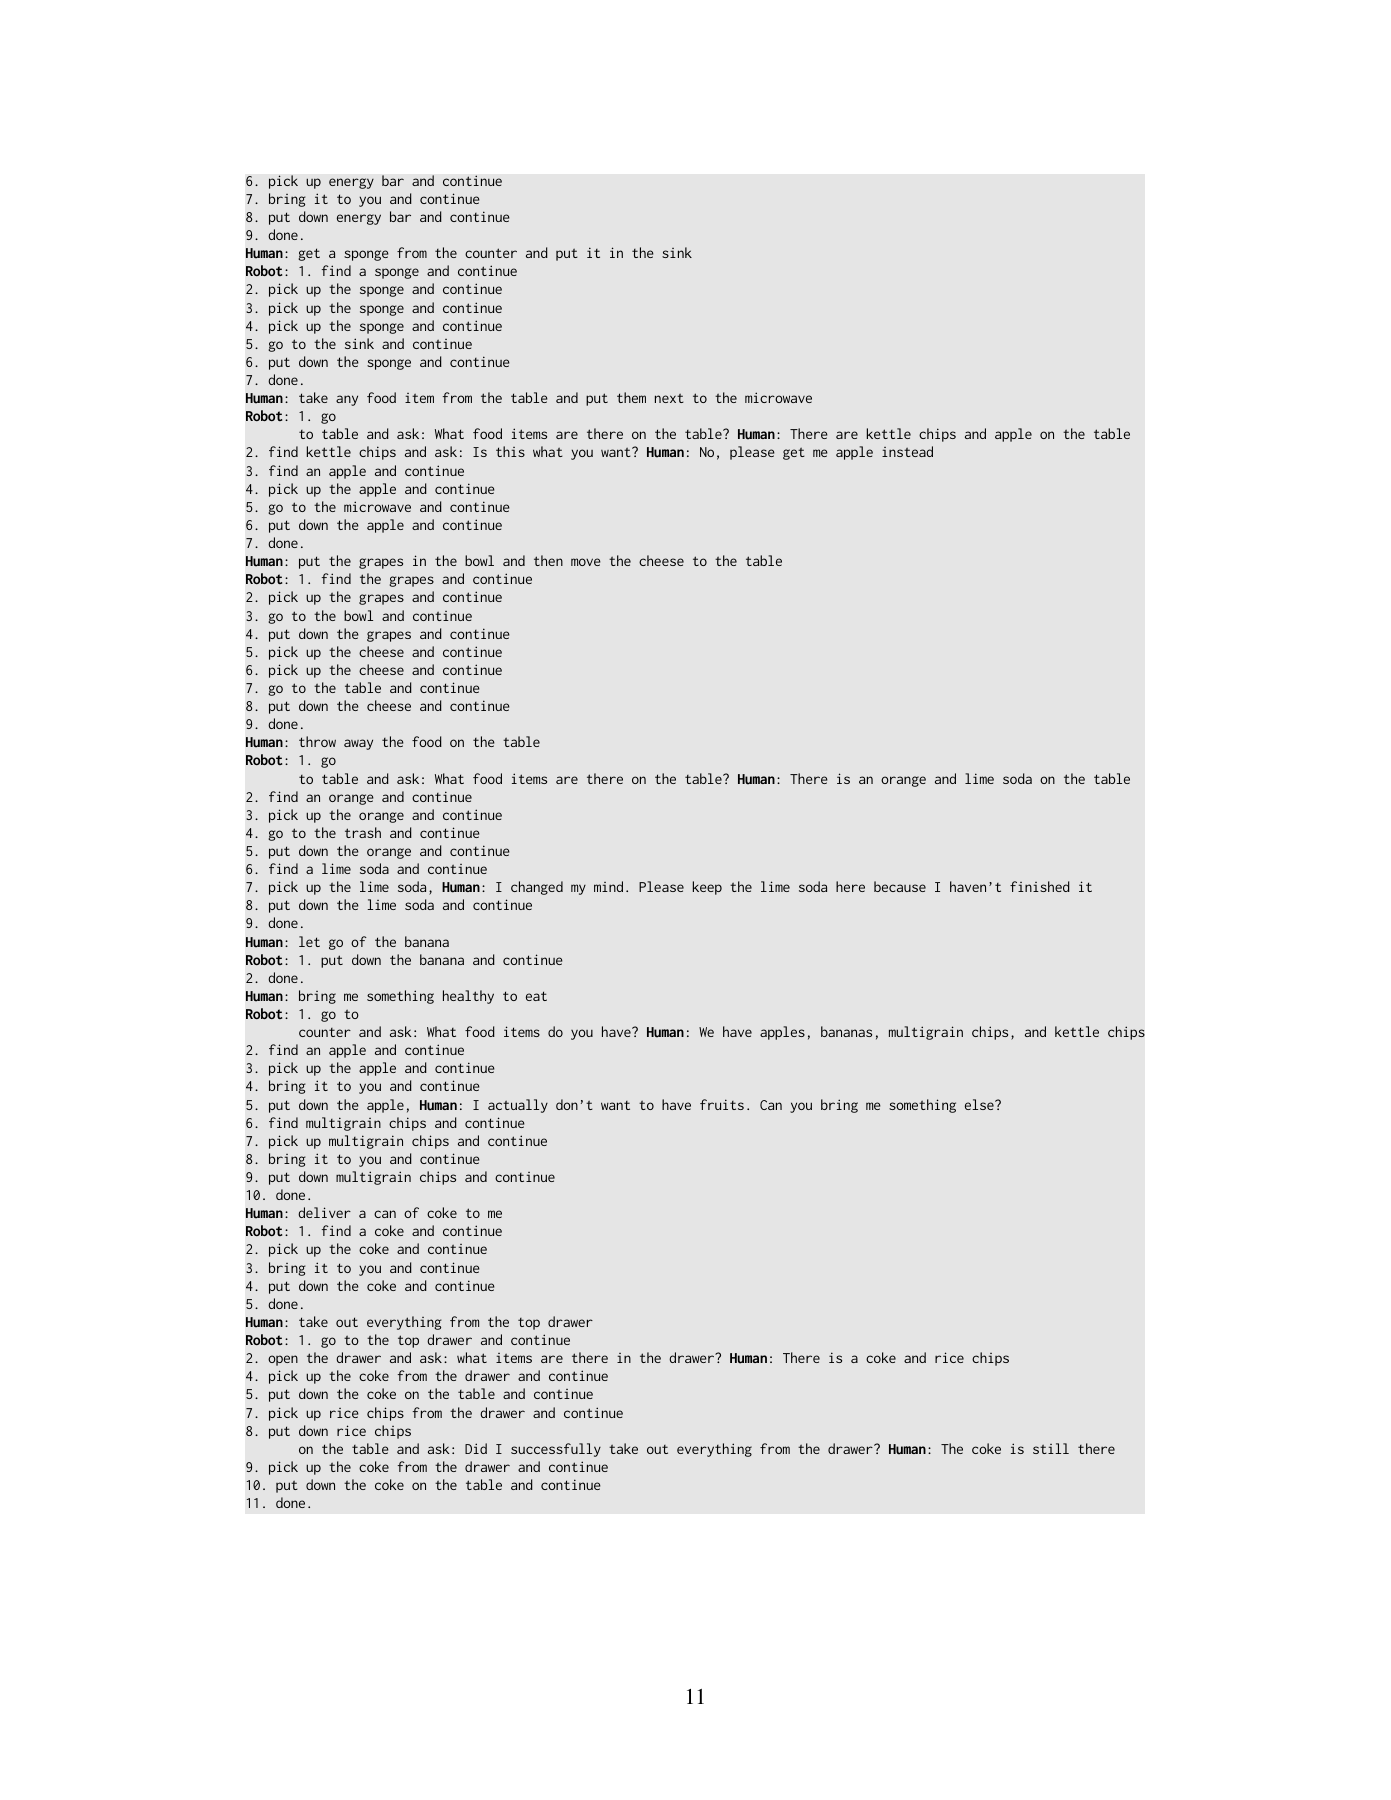 6. pick up energy bar and continue
7. bring it to you and continue
8. put down energy bar and continue
9. done.
Human: get a sponge from the counter and put it in the sink
Robot: 1. find a sponge and continue
2. pick up the sponge and continue
3. pick up the sponge and continue
4. pick up the sponge and continue
5. go to the sink and continue
6. put down the sponge and continue
7. done.
Human: take any food item from the table and put them next to the microwave
Robot: 1. go
to table and ask: What food items are there on the table? Human: There are kettle chips and apple on the table
2. find kettle chips and ask: Is this what you want? Human: No, please get me apple instead
3. find an apple and continue
4. pick up the apple and continue
5. go to the microwave and continue
6. put down the apple and continue
7. done.
Human: put the grapes in the bowl and then move the cheese to the table
Robot: 1. find the grapes and continue
2. pick up the grapes and continue
3. go to the bowl and continue
4. put down the grapes and continue
5. pick up the cheese and continue
6. pick up the cheese and continue
7. go to the table and continue
8. put down the cheese and continue
9. done.
Human: throw away the food on the table
Robot: 1. go
to table and ask: What food items are there on the table? Human: There is an orange and lime soda on the table
2. find an orange and continue
3. pick up the orange and continue
4. go to the trash and continue
5. put down the orange and continue
6. find a lime soda and continue
7. pick up the lime soda, Human: I changed my mind. Please keep the lime soda here because I haven't finished it
8. put down the lime soda and continue
9. done.
Human: let go of the banana
Robot: 1. put down the banana and continue
2. done.
Human: bring me something healthy to eat
Robot: 1. go to
counter and ask: What food items do you have? Human: We have apples, bananas, multigrain chips, and kettle chips
2. find an apple and continue
3. pick up the apple and continue
4. bring it to you and continue
5. put down the apple, Human: I actually don't want to have fruits. Can you bring me something else?
6. find multigrain chips and continue
7. pick up multigrain chips and continue
8. bring it to you and continue
9. put down multigrain chips and continue
10. done.
Human: deliver a can of coke to me
Robot: 1. find a coke and continue
2. pick up the coke and continue
3. bring it to you and continue
4. put down the coke and continue
5. done.
Human: take out everything from the top drawer
Robot: 1. go to the top drawer and continue
2. open the drawer and ask: what items are there in the drawer? Human: There is a coke and rice chips
4. pick up the coke from the drawer and continue
5. put down the coke on the table and continue
7. pick up rice chips from the drawer and continue
8. put down rice chips
on the table and ask: Did I successfully take out everything from the drawer? Human: The coke is still there
9. pick up the coke from the drawer and continue
10. put down the coke on the table and continue
11. done.
11